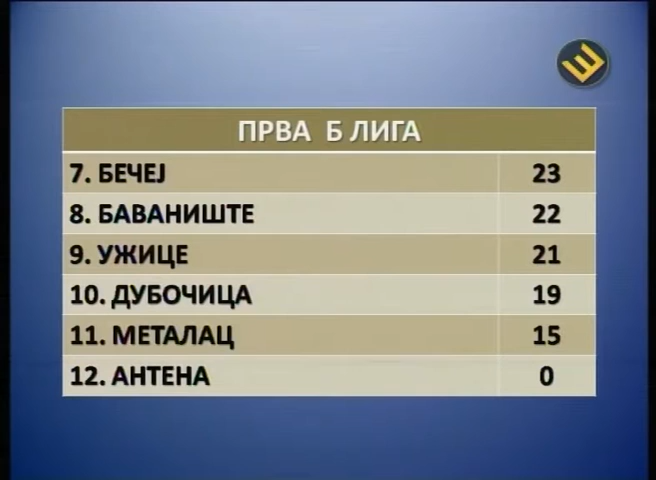 ПРВА Б ЛИГА
7. БЕЧЕЈ 23
8. БАВАНИШТЕ 22
9. УЖИЦЕ 21
10. ДУБОЧИЦА 19
11. МЕТАЛАЦ 15
12. АНТЕНА 0